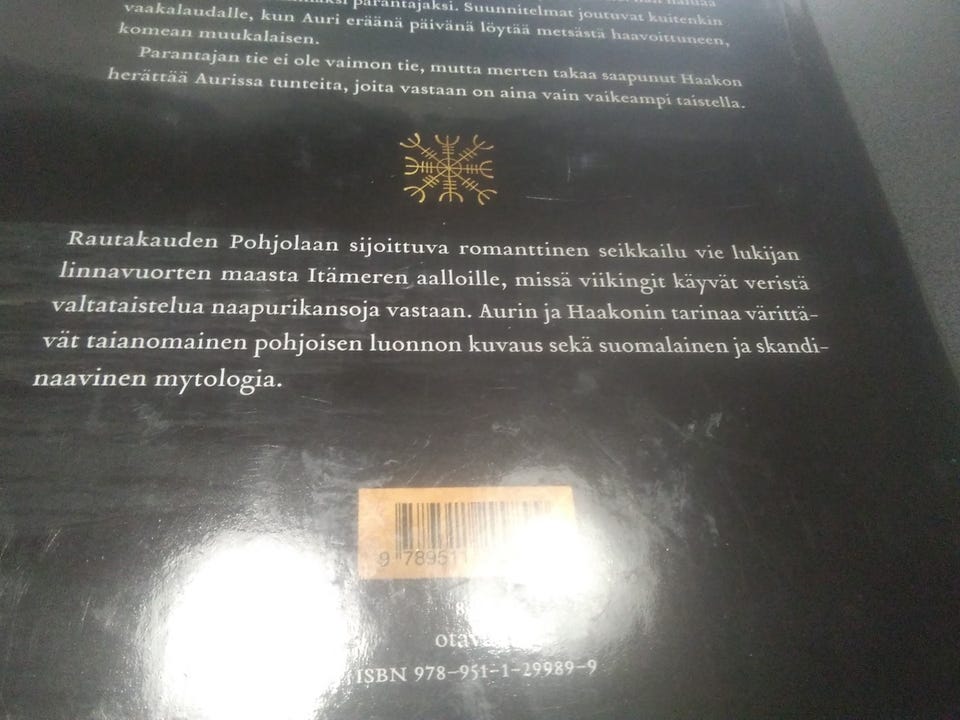 parantajaksi. Suunnitelmat joutuvat kuitenkin
vaakalaudalle, kun Auri eräänä päivänä löytää metsästä haavoittuneen,
komean muukalaisen.
Parantajan tie ei ole vaimon tie, mutta merten takaa saapunut Haakon
herättää Aurissa tunteita, joita vastaan on aina vain vaikeampi taistella.
Rautakauden Pohjolaan sijoittuva romanttinen seikkailu vie lukijan
linnavuorten maasta Itämeren aalloille, missä viikingit käyvät veristä
valtataistelua naapurikansoja vastaan. Aurin ja Haakonin tarinaa värittä-
vät taianomainen pohjoisen luonnon kuvaus sekä suomalainen ja skandi-
naavinen mytologia.
9 789511
ISBN 978-951-1-29989-9